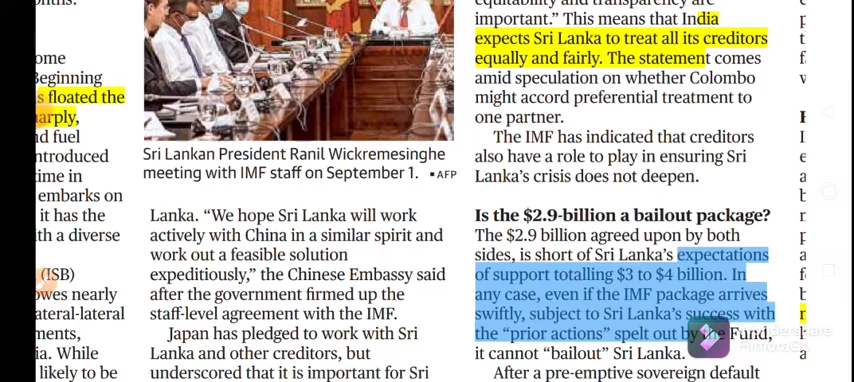 ome
Beginning
s floated the
arply,
nd fuel
ntroduced
time in
embarks on
it has the
ith a diverse
(ISB)
owes nearly
ateral-lateral
ments,
ia. While
likely to be
Sri Lankan President Ranil Wickremesinghe
meeting with IMF staff on September 1. ▪ AFP
Lanka. “We hope Sri Lanka will work
actively with China in a similar spirit and
work out a feasible solution
expeditiously,” the Chinese Embassy said
after the government firmed up the
staff-level agreement with the IMF.
Japan has pledged to work with Sri
Lanka and other creditors, but
underscored that it is important for Sri
equitability and transparency are
important.” This means that India
expects Sri Lanka to treat all its creditors
equally and fairly. The statement comes
amid speculation on whether Colombo
might accord preferential treatment to
one partner.
The IMF has indicated that creditors
also have a role to play in ensuring Sri
Lanka’s crisis does not deepen.
Is the $2.9-billion a bailout package?
The $2.9 billion agreed upon by both
sides, is short of Sri Lanka’s expectations
of support totalling $3 to $4 billion. In
any case, even if the IMF package arrives
swiftly, subject to Sri Lanka’s success with
the “prior actions” spelt out by the Fund,
it cannot “bailout” Sri Lanka.
After a pre-emptive sovereign default